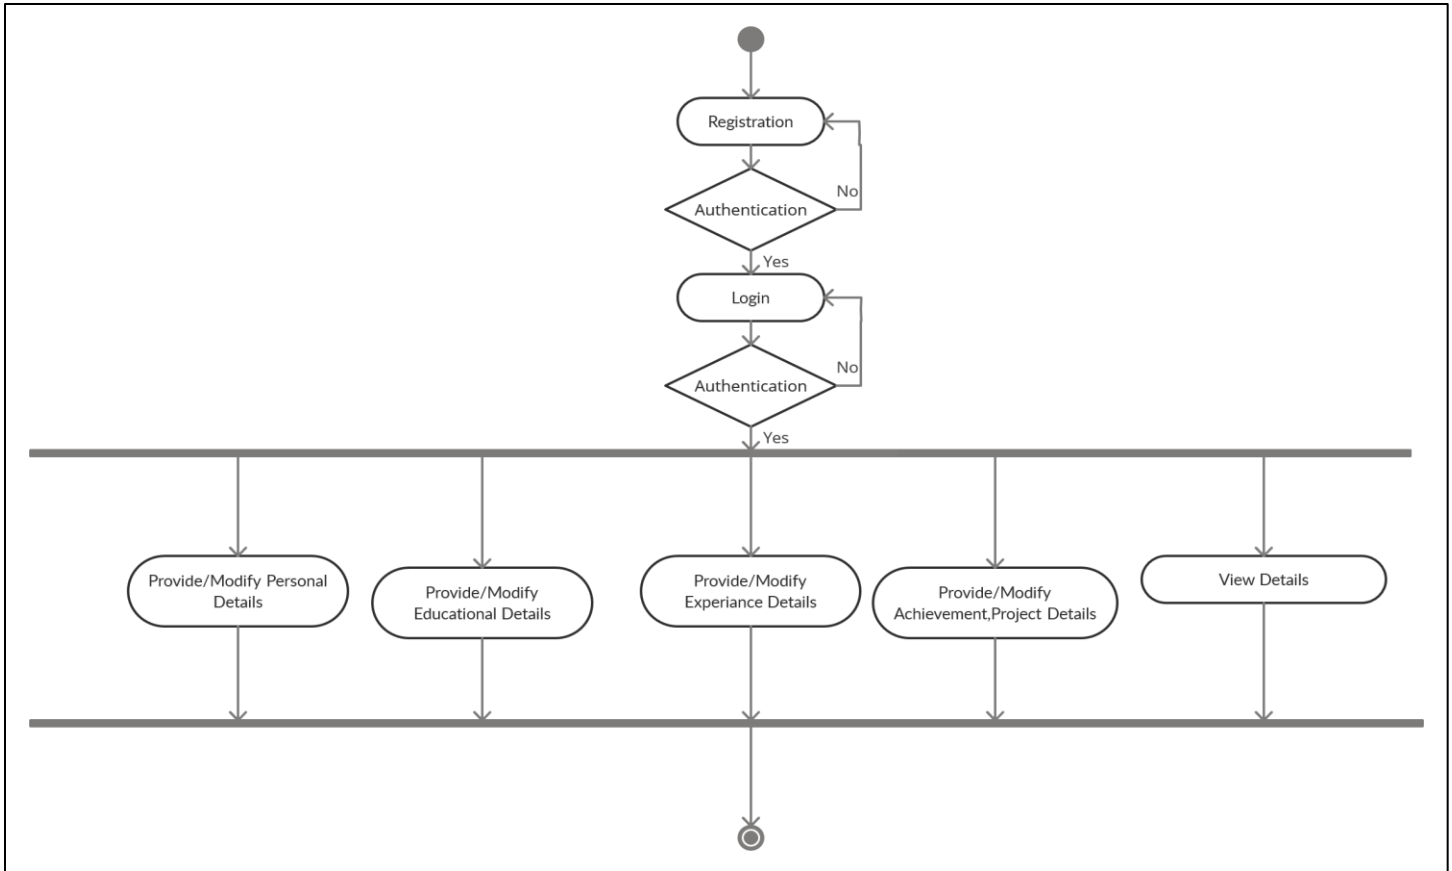 Registration
No
Authentication
Yes
Login
No
Authentication
Yes
Provide/Modify Personal
Details
Provide/Modify
Educational Details
Provide/Modify
Experiance Details
Provide/Modify
Achievement,Project Details
View Details